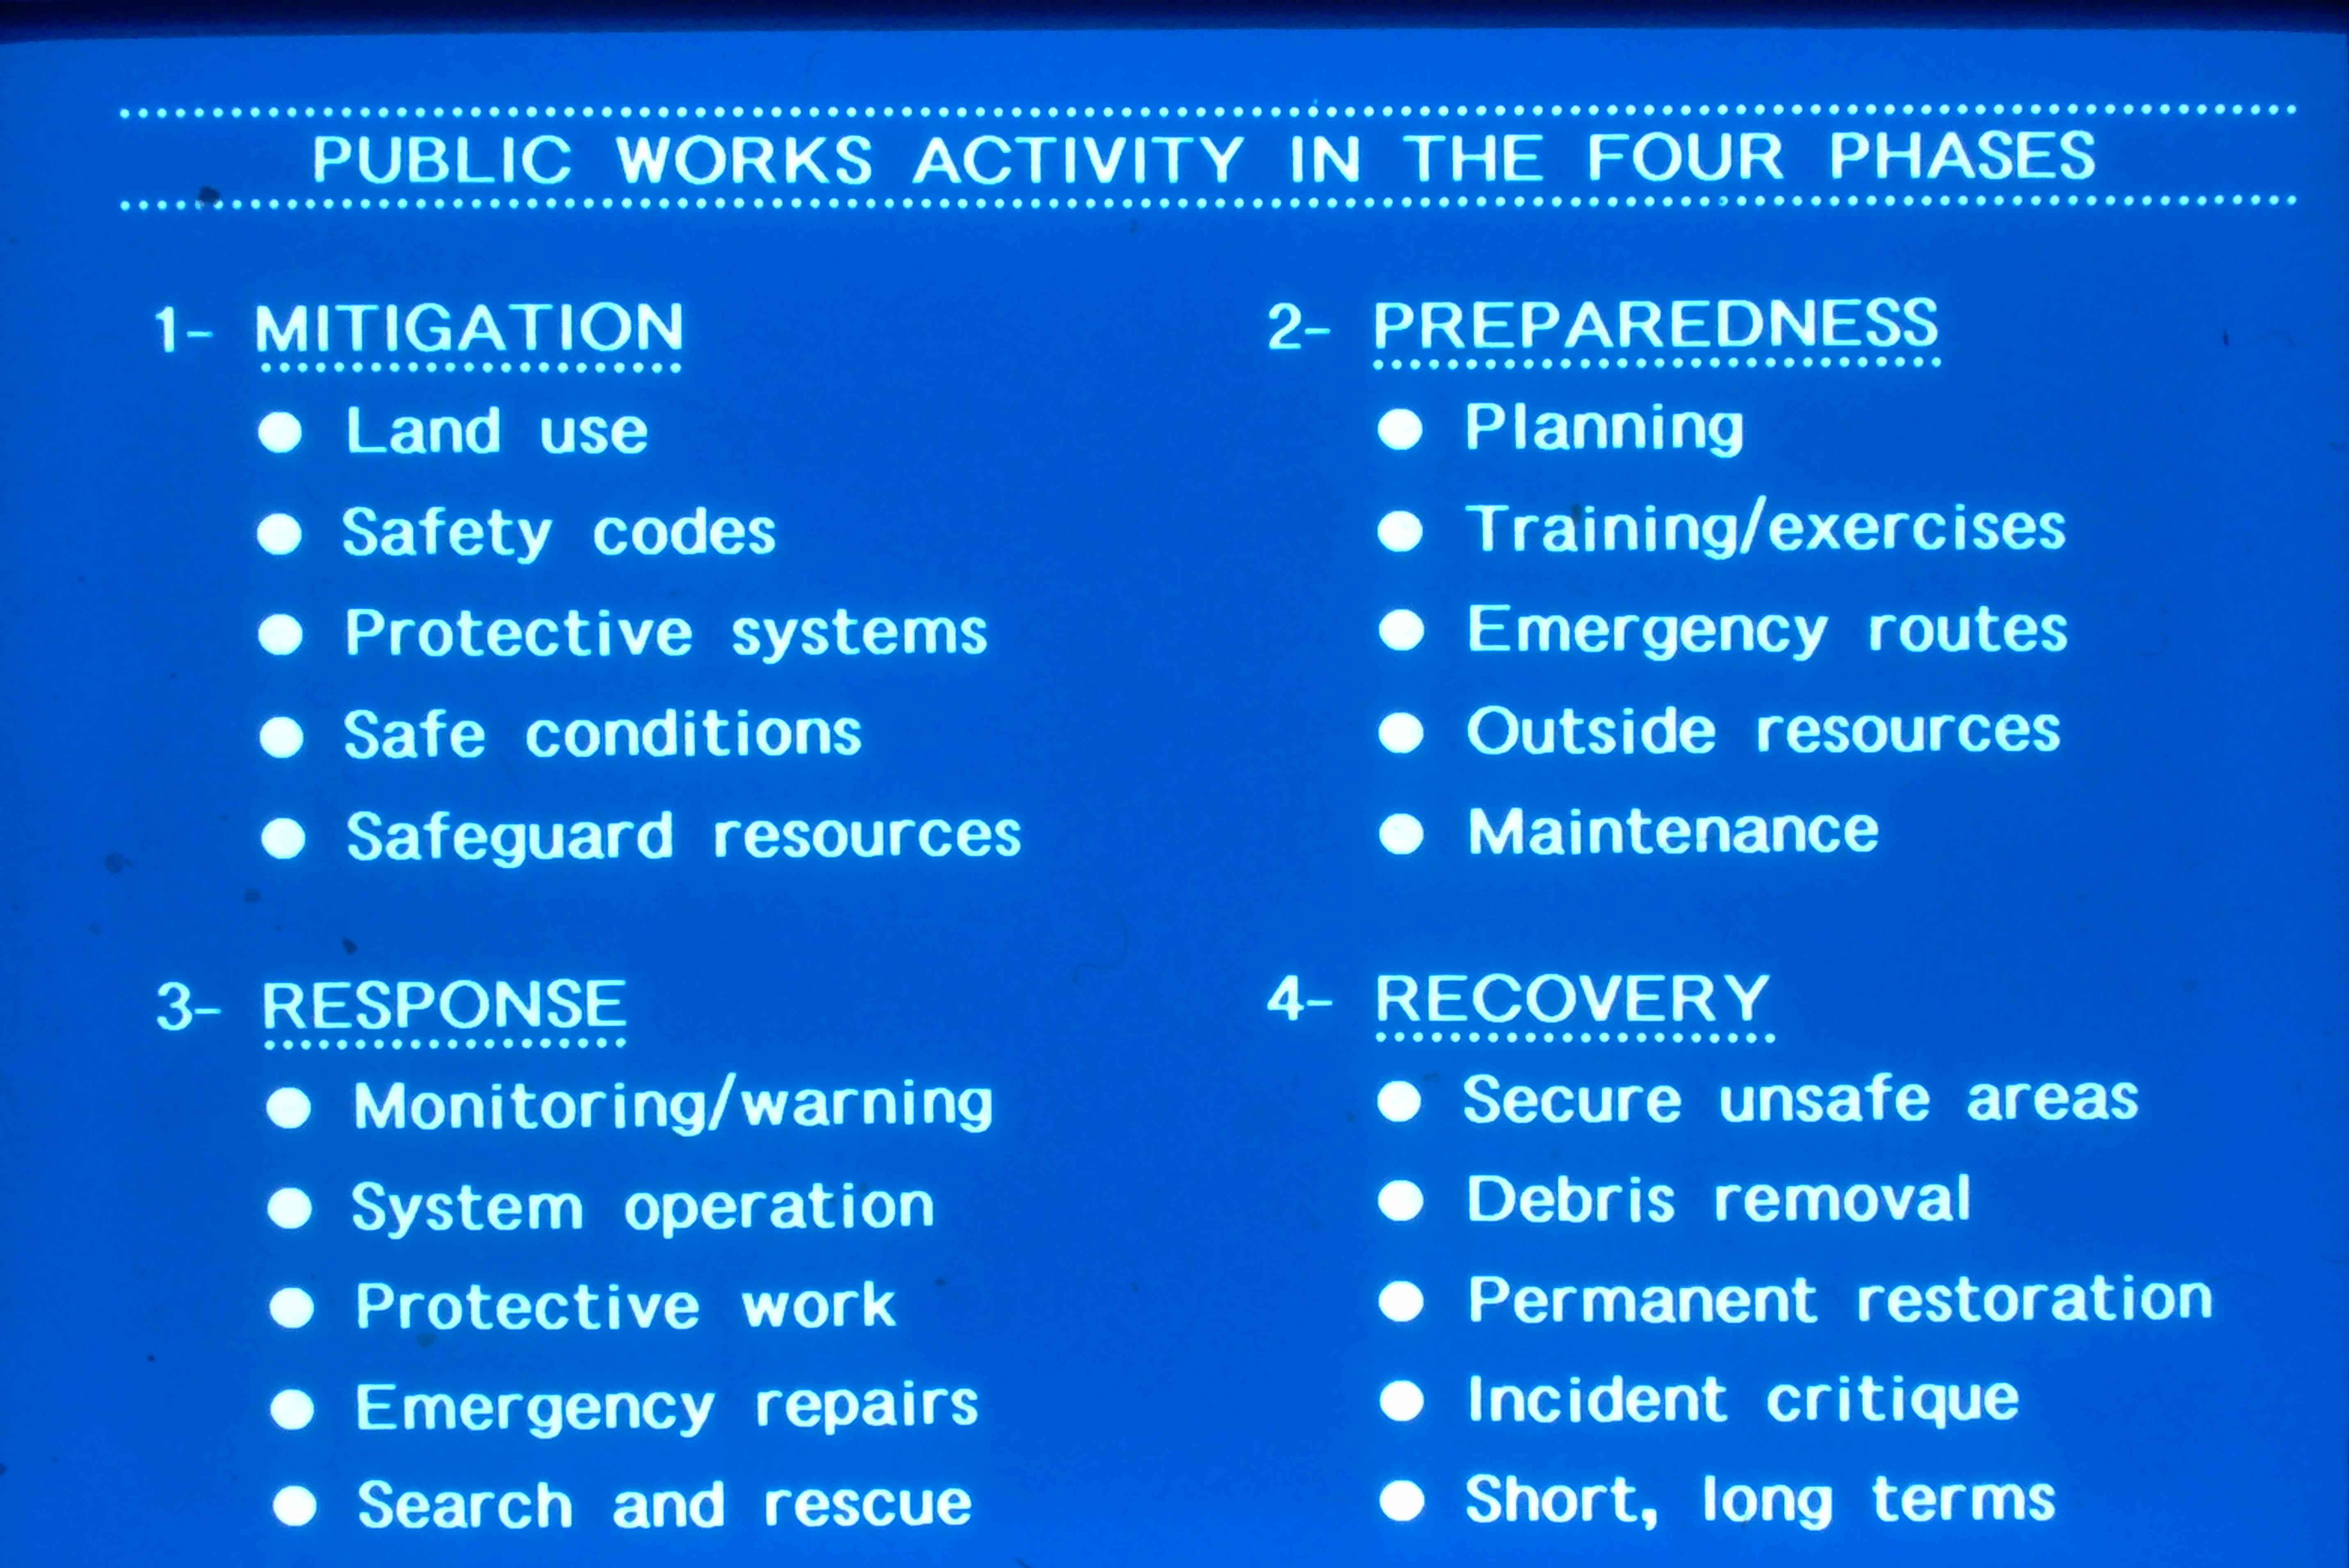 PUBLIC WORKS ACTIVITY IN THE FOUR PHASES
1- MITIGATION
● Land use
● Safety codes
● Protective systems
● Safe conditions
● Safeguard resources
2- PREPAREDNESS
● Planning
● Training/exercises
● Emergency routes
● Outside resources
● Maintenance
3- RESPONSE
● Monitoring/warning
● System operation
● Protective work
● Emergency repairs
● Search and rescue
4- RECOVERY
● Secure unsafe areas
● Debris removal
● Permanent restoration
● Incident critique
● Short, long terms